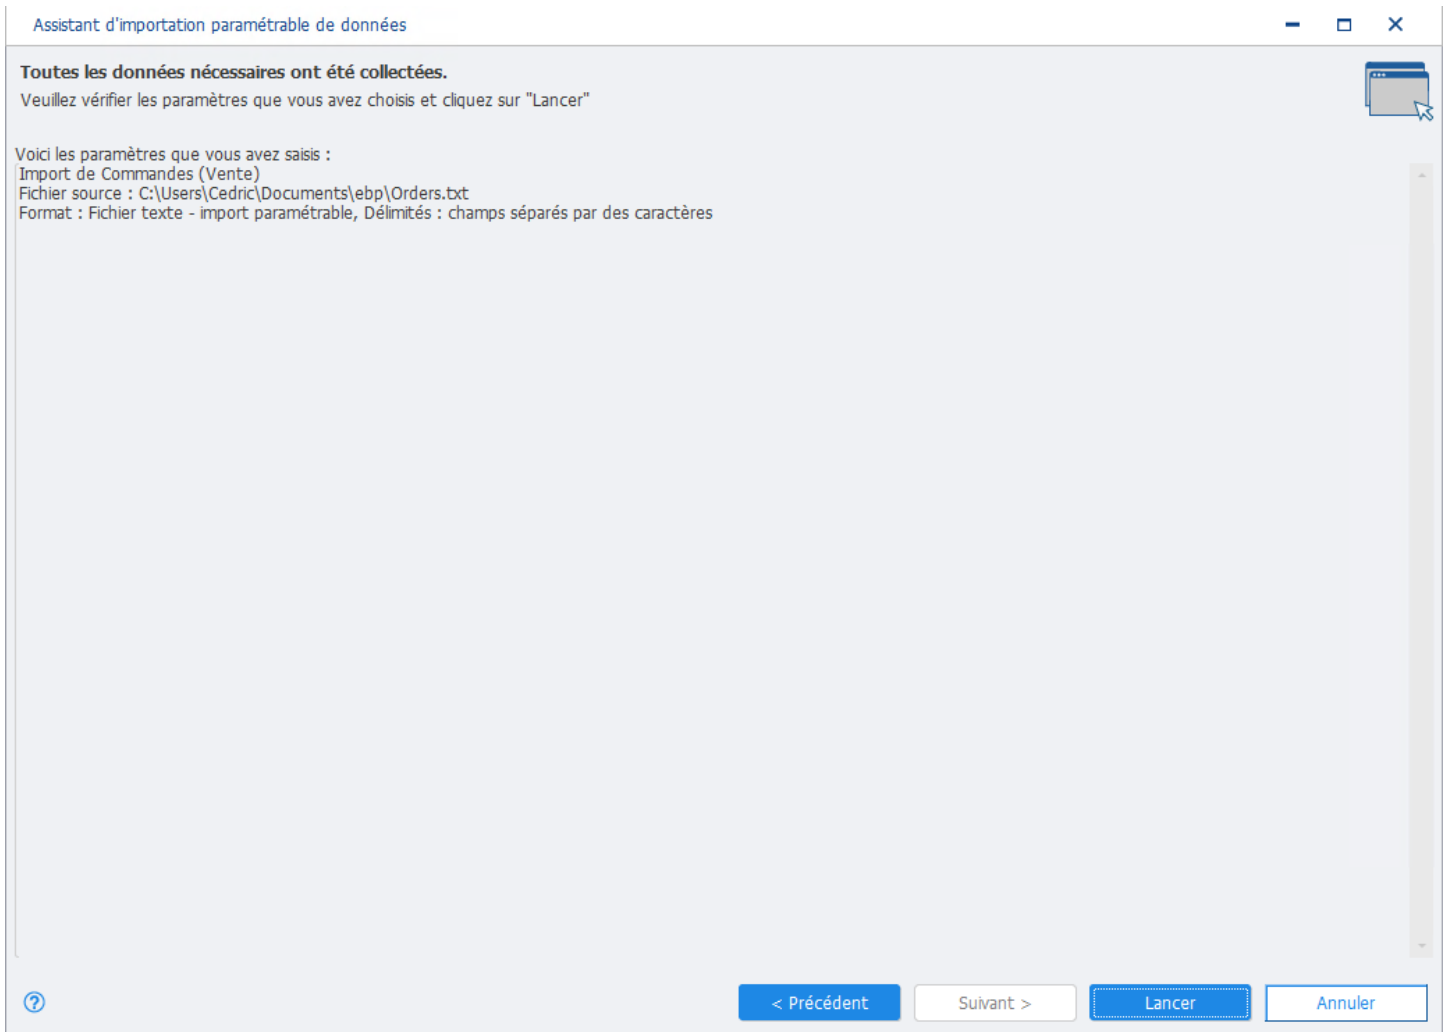 Assistant d'importation paramétrable de données
Toutes les données nécessaires ont été collectées.
Veuillez vérifier les paramètres que vous avez choisis et cliquez sur "Lancer"
Voici les paramètres que vous avez saisis :
Import de Commandes (Vente)
Fichier source : C:\Users\Cedric\Documents\ebp\Orders.txt
Format : Fichier texte - import paramétrable, Délimités : champs séparés par des caractères
< Précédent
Suivant >
Lancer
Annuler